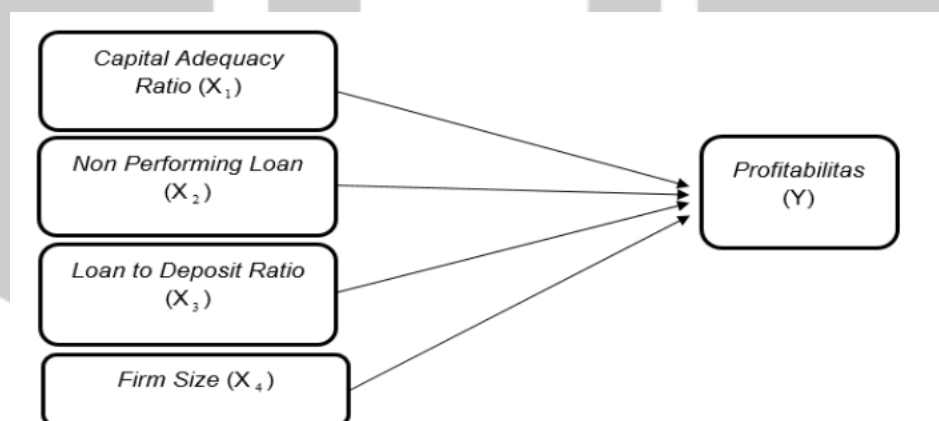 Capital Adequacy
Ratio (X₁)
Non Performing Loan
(X₂)
Loan to Deposit Ratio
(X₃)
Firm Size (X₄)
Profitabilitas
(Y)